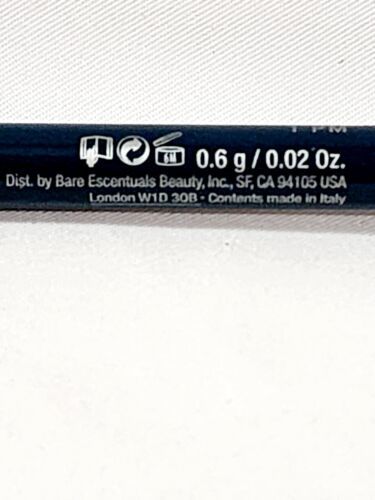 6M 0.6 g / 0.02 Oz.
Dist. by Bare Escentuals Beauty, Inc., SF, CA 94105 USA
London W1D 3QB · Contents made in Italy